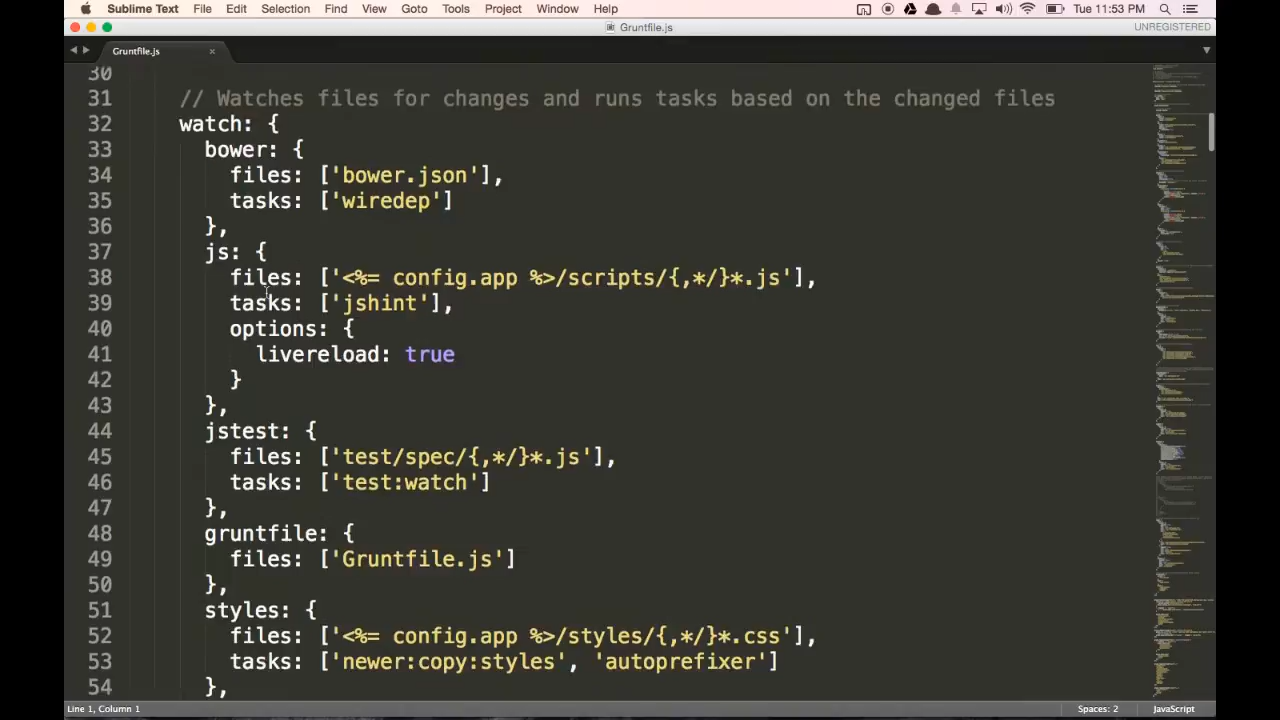 Sublime Text File Edit Selection Find View Goto Tools Project Window Help Tue 11:53 PM
Gruntfile.js UNREGISTERED
Gruntfile.js ×
30
31 // Watches files for changes and runs tasks based on the changed files
32 watch: {
33 bower: {
34 files: ['bower.json'],
35 tasks: ['wiredep']
36 },
37 js: {
38 files: ['<%= config.app %>/scripts/{,*/}*.js'],
39 tasks: ['jshint'],
40 options: {
41 livereload: true
42 }
43 },
44 jstest: {
45 files: ['test/spec/{,*/}*.js'],
46 tasks: ['test:watch']
47 },
48 gruntfile: {
49 files: ['Gruntfile.js']
50 },
51 styles: {
52 files: ['<%= config.app %>/styles/{,*/}*.css'],
53 tasks: ['newer:copy:styles', 'autoprefixer']
54 },
Line 1, Column 1 Spaces: 2 JavaScript